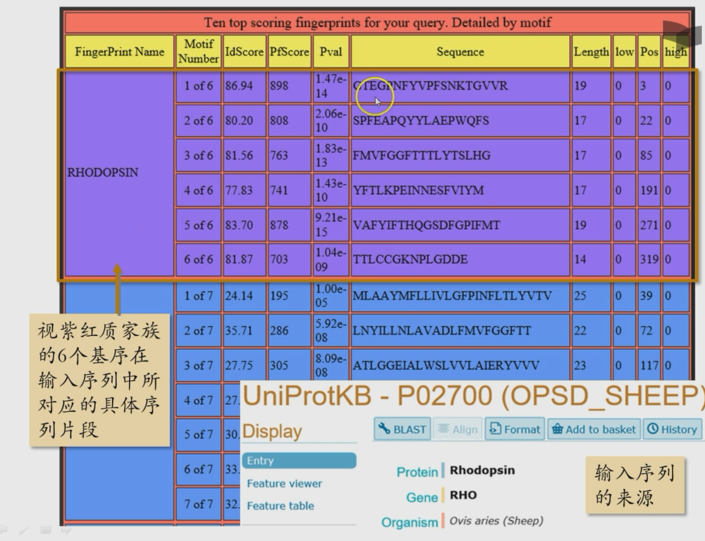 Ten top scoring fingerprints for your query. Detailed by motif
FingerPrint Name Motif Number IdScore PfScore Pval Sequence Length low Pos high
RHODOPSIN
1 of 6 86.94 898 1.47e-14 GTEGPNFYVPFSNKTGVVR 19 0 3 0
2 of 6 80.20 808 2.06e-10 SPFEAPQYYLAEPWQFS 17 0 22 0
3 of 6 81.56 763 1.83e-13 FMVFGGFTTTLYTSLHG 17 0 85 0
4 of 6 77.83 741 1.43e-10 YFTLKPEINNESFVIYM 17 0 191 0
5 of 6 83.70 878 9.21e-15 VAFYIFTHQGSDFGPIFMT 19 0 271 0
6 of 6 81.87 703 1.04e-09 TTLCCGKNPLGDDE 14 0 319 0
1 of 7 24.14 195 1.00e-05 MLAAYMFLLIVLGFPINFLTLYVTV 25 0 39 0
2 of 7 35.71 286 5.92e-08 LNYILLNLAVADLFMVFGGFTT 22 0 72 0
3 of 7 27.75 305 8.09e-08 ATLGGEIALWSLVVLAIERYVVV 23 0 117 0
4 of 7 27.
5 of 7 30.
6 of 7 33.
7 of 7 32.
视紫红质家族
的6个基序在
输入序列中所
对应的具体序
列片段
UniProtKB - P02700 (OPSD_SHEEP)
Display
BLAST Align Format Add to basket History
Entry
Feature viewer
Feature table
Protein Rhodopsin
Gene RHO
Organism Ovis aries (Sheep)
输入序列
的来源